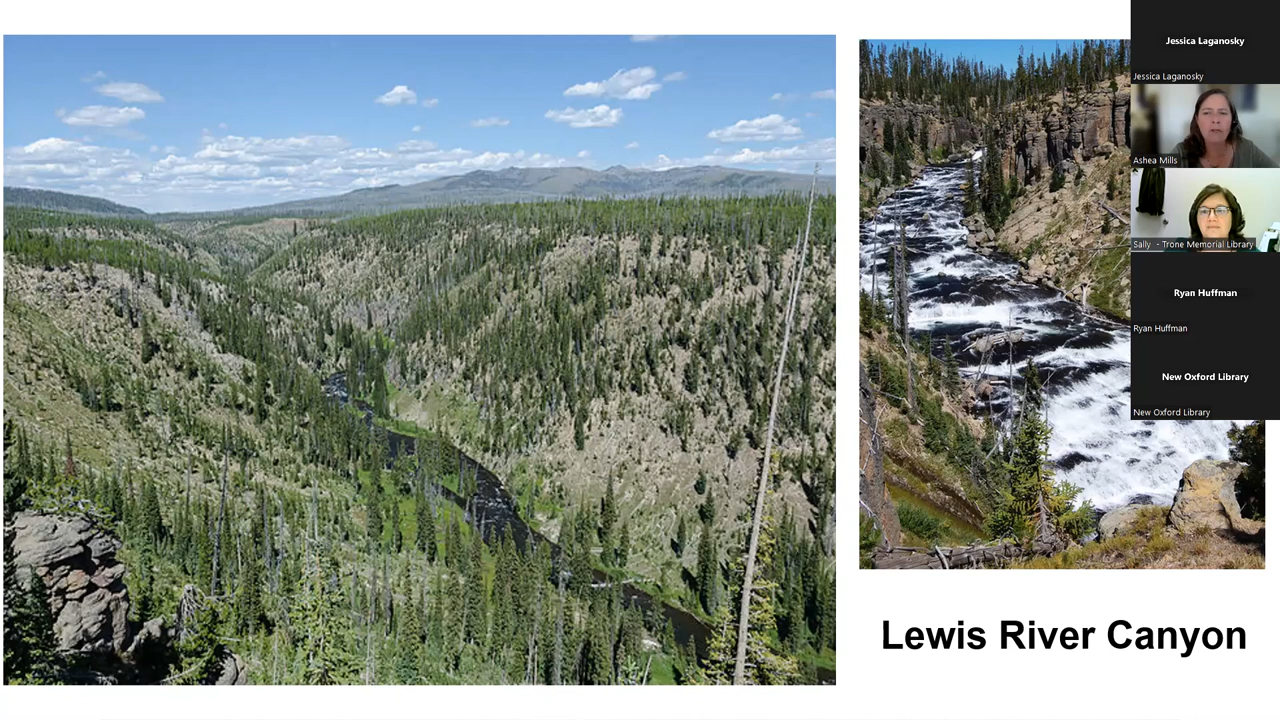 Jessica Laganosky
Jessica Laganosky
Ashea Mills
Sally - Trone Memorial Library
Ryan Huffman
Ryan Huffman
New Oxford Library
New Oxford Library
Lewis River Canyon